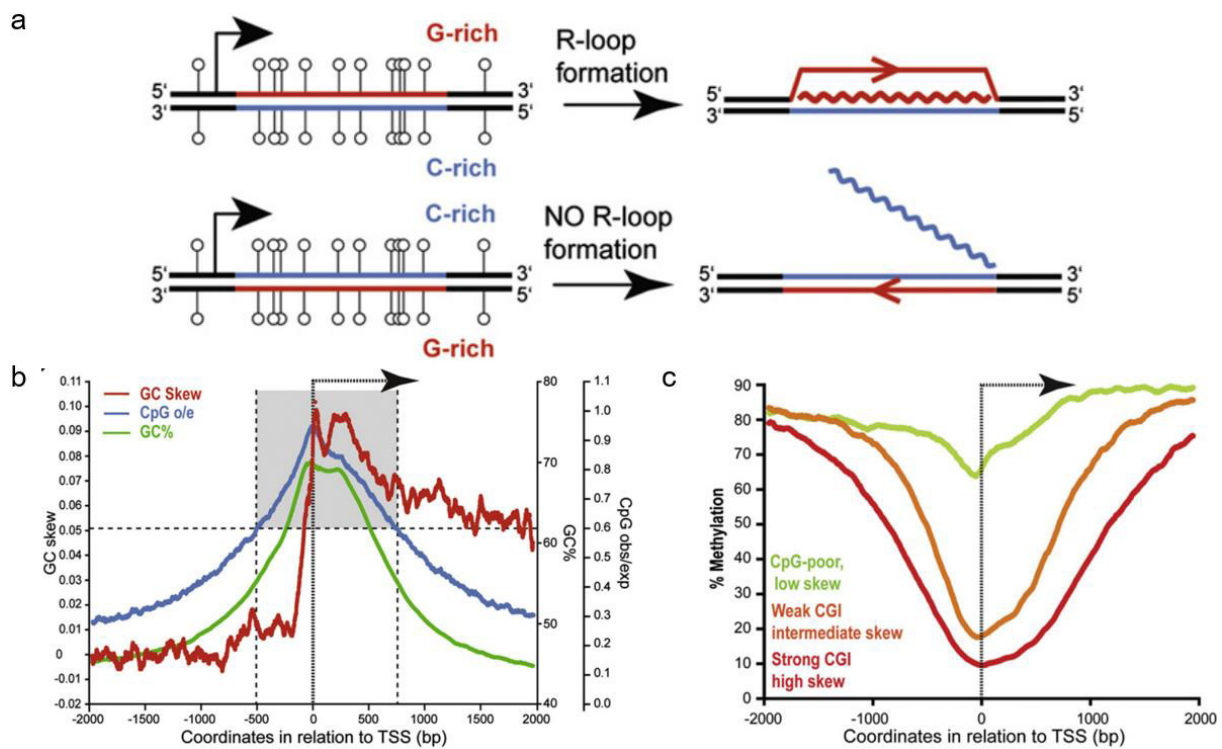 a
G-rich
5‘ 3‘
3‘ 5‘
C-rich
R-loop
formation
5‘ 3‘
3‘ 5‘
C-rich
5‘ 3‘
3‘ 5‘
G-rich
NO R-loop
formation
5‘ 3‘
3‘ 5‘
b
GC Skew
CpG o/e
GC%
0.11
0.10
0.09
0.08
0.07
0.06
0.05
0.04
0.03
0.02
0.01
0
-0.01
-0.02
GC skew
80
70
60
50
40
GC%
1.1
1.0
0.9
0.8
0.7
0.6
0.5
0.4
0.3
0.2
0.1
0.0
CpG obs/exp
-2000 -1500 -1000 -500 0 500 1000 1500 2000
Coordinates in relation to TSS (bp)
c
90
80
70
60
50
40
30
20
10
0
% Methylation
CpG-poor,
low skew
Weak CGI
intermediate skew
Strong CGI
high skew
-2000 -1000 0 1000 2000
Coordinates in relation to TSS (bp)